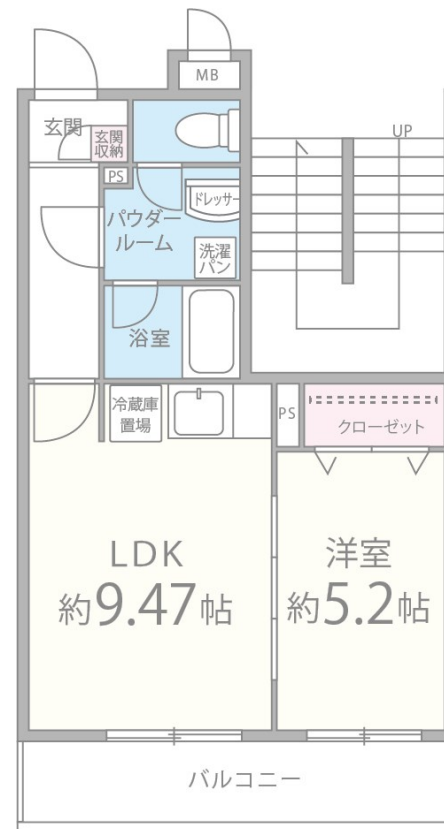 MB
玄関
玄関
収納
UP
PS
ドレッサー
パウダー
ルーム
洗濯
パン
浴室
冷蔵庫
置場
PS
クローゼット
LDK
約9.47帖
洋室
約5.2帖
バルコニー